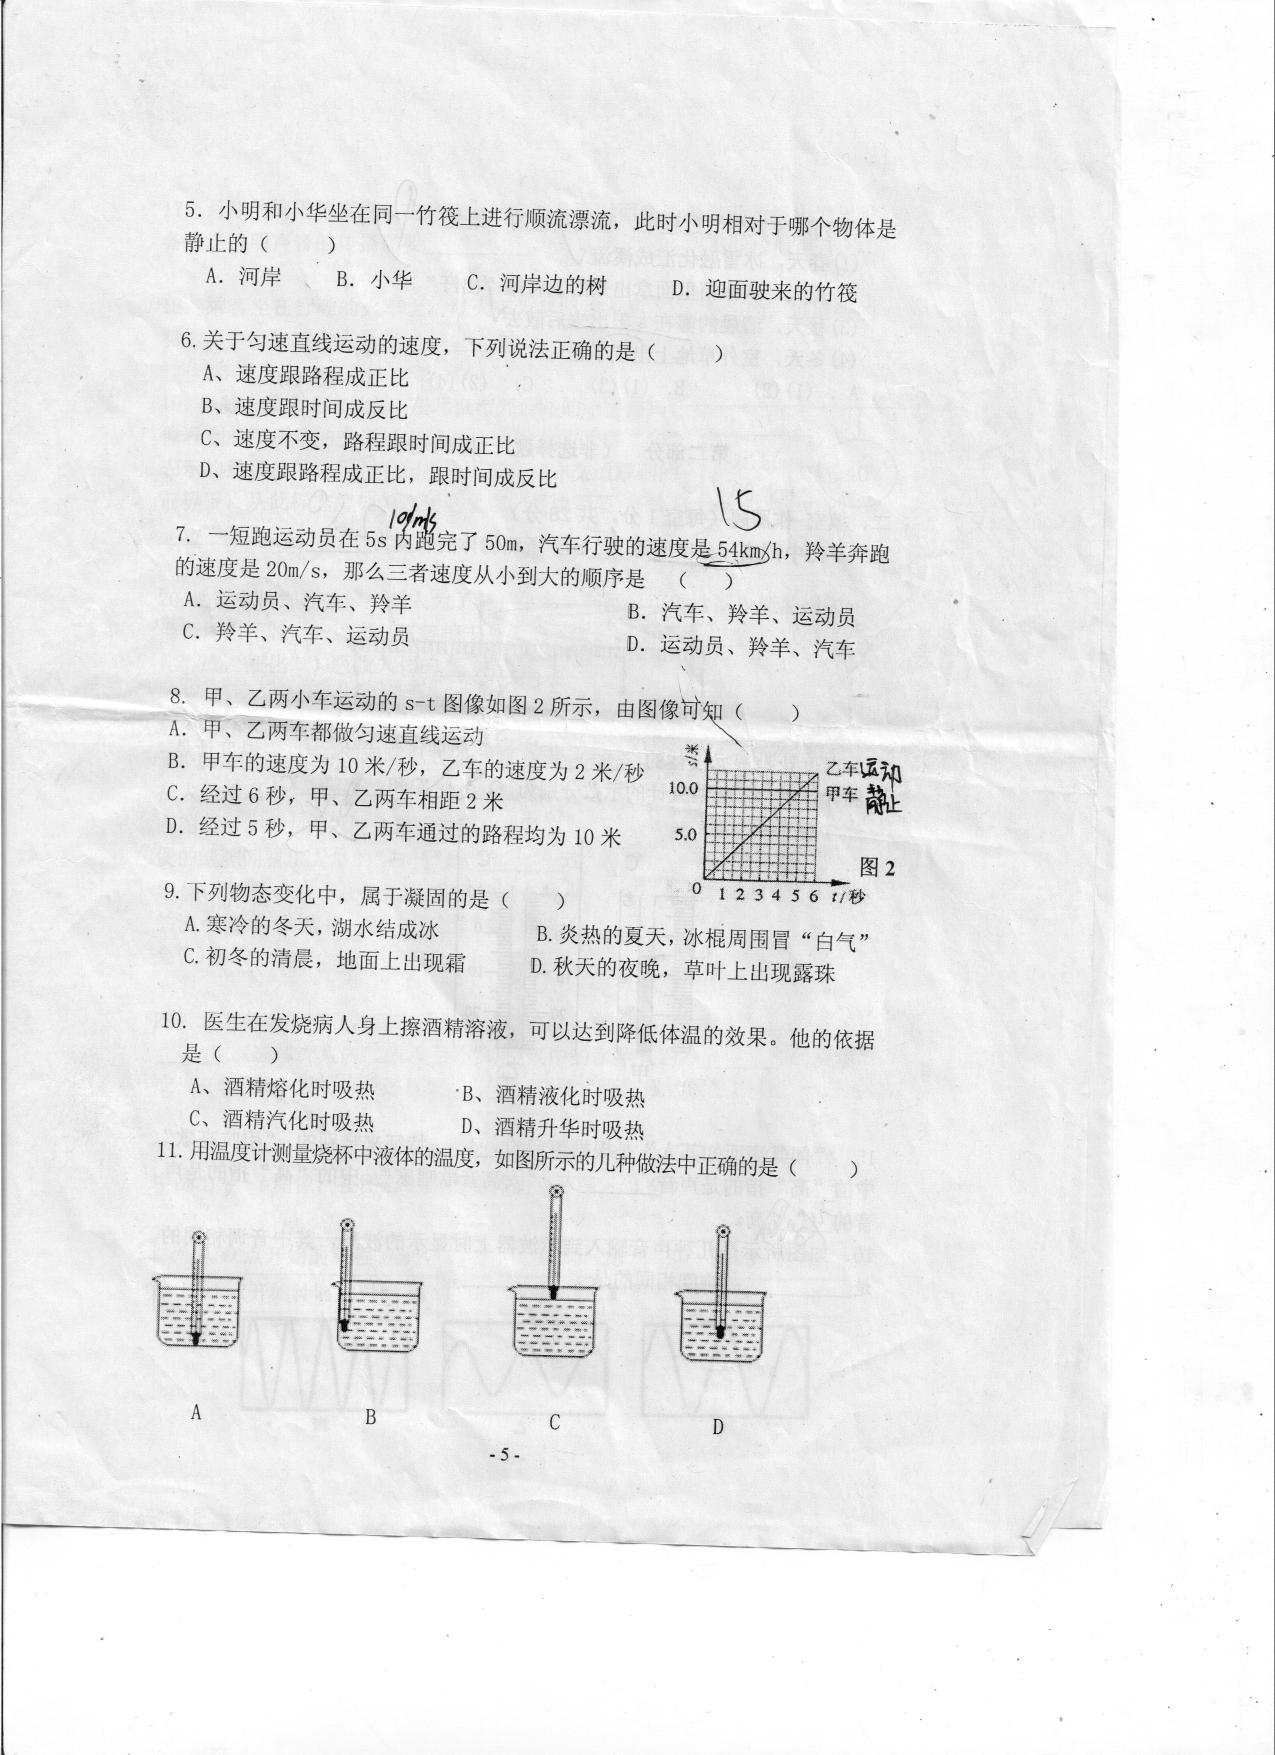 5. 小明和小华坐在同一竹筏上进行顺流漂流，此时小明相对于哪个物体是
静止的（　　）
A. 河岸　B. 小华　C. 河岸边的树　D. 迎面驶来的竹筏
6.关于匀速直线运动的速度，下列说法正确的是（　　）
A、速度跟路程成正比
B、速度跟时间成反比
C、速度不变，路程跟时间成正比
D、速度跟路程成正比，跟时间成反比
10m/s　15
7. 一短跑运动员在5s内跑完了50m，汽车行驶的速度是54km/h，羚羊奔跑
的速度是20m/s，那么三者速度从小到大的顺序是　（　　）
A. 运动员、汽车、羚羊　B. 汽车、羚羊、运动员
C. 羚羊、汽车、运动员　D. 运动员、羚羊、汽车
8. 甲、乙两小车运动的s-t图像如图2所示，由图像可知（　　）
A. 甲、乙两车都做匀速直线运动
B. 甲车的速度为10米/秒，乙车的速度为2米/秒
C. 经过6秒，甲、乙两车相距2米
D. 经过5秒，甲、乙两车通过的路程均为10米
s/米
乙车运动
10.0　甲车静止
5.0
图2
0 1 2 3 4 5 6 t/秒
9.下列物态变化中，属于凝固的是（　　）
A.寒冷的冬天，湖水结成冰　B.炎热的夏天，冰棍周围冒“白气”
C.初冬的清晨，地面上出现霜　D.秋天的夜晚，草叶上出现露珠
10. 医生在发烧病人身上擦酒精溶液，可以达到降低体温的效果。他的依据
是（　　）
A、酒精熔化时吸热　B、酒精液化时吸热
C、酒精汽化时吸热　D、酒精升华时吸热
11.用温度计测量烧杯中液体的温度，如图所示的几种做法中正确的是（　　）
A　B　C　D
- 5 -